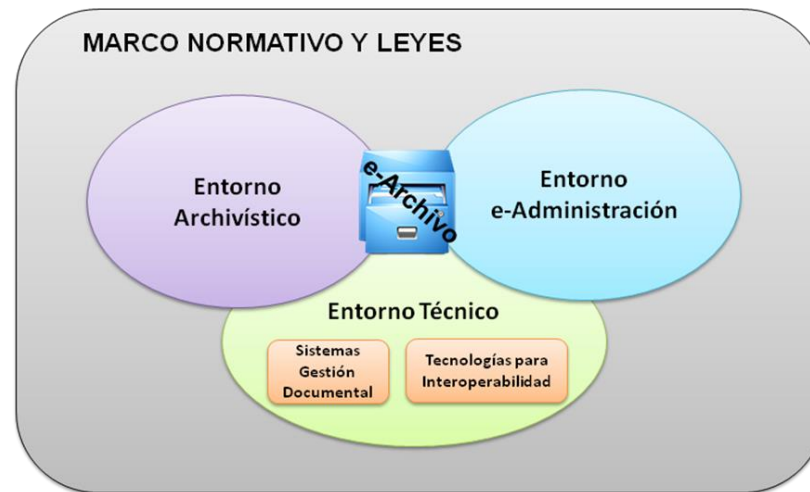 MARCO NORMATIVO Y LEYES
Entorno
Archivístico
e-Archivo
Entorno
e-Administración
Entorno Técnico
Sistemas
Gestión
Documental
Tecnologías para
Interoperabilidad